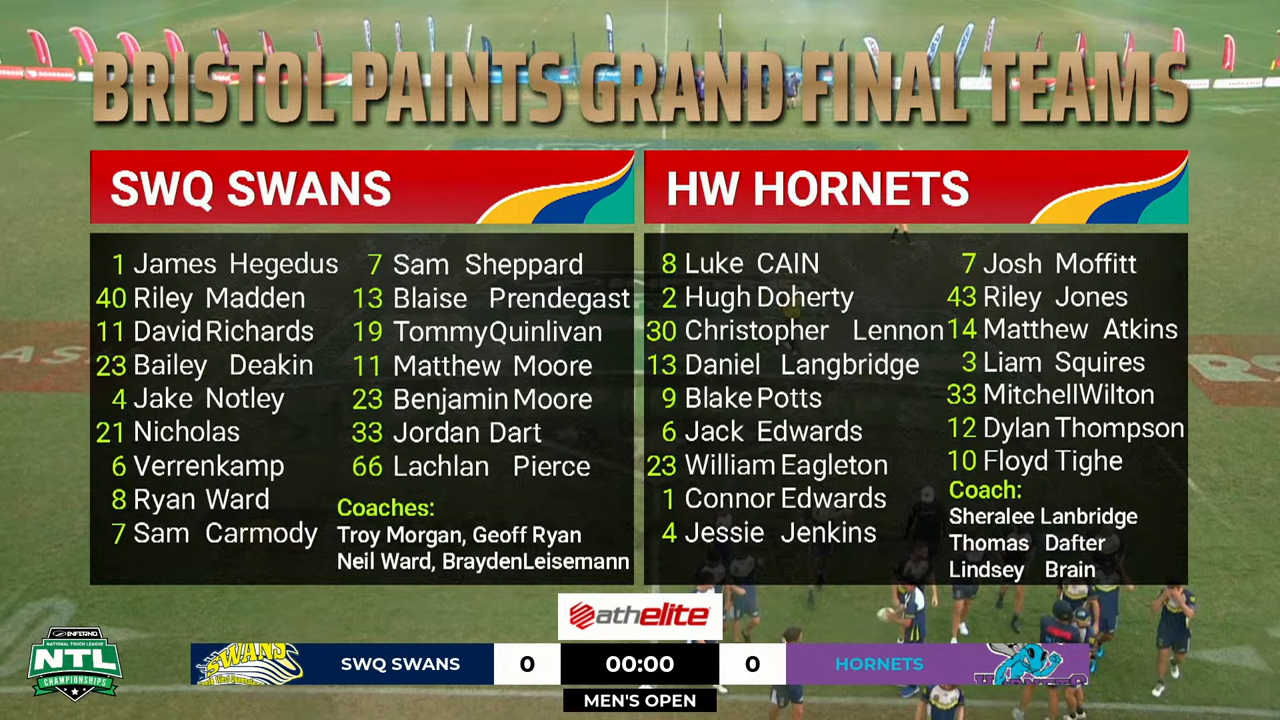 BRISTOL PAINTS GRAND FINAL TEAMS
SWQ SWANS
1 James Hegedus
40 Riley Madden
11 David Richards
23 Bailey Deakin
4 Jake Notley
21 Nicholas
6 Verrenkamp
8 Ryan Ward
7 Sam Carmody
7 Sam Sheppard
13 Blaise Prendegast
19 TommyQuinlivan
11 Matthew Moore
23 Benjamin Moore
33 Jordan Dart
66 Lachlan Pierce
Coaches:
Troy Morgan, Geoff Ryan
Neil Ward, BraydenLeisemann
HW HORNETS
8 Luke CAIN
2 Hugh Doherty
30 Christopher Lennon
13 Daniel Langbridge
9 Blake Potts
6 Jack Edwards
23 William Eagleton
1 Connor Edwards
4 Jessie Jenkins
7 Josh Moffitt
43 Riley Jones
14 Matthew Atkins
3 Liam Squires
33 MitchellWilton
12 Dylan Thompson
10 Floyd Tighe
Coach:
Sheralee Lanbridge
Thomas Dafter
Lindsey Brain
athelite
INFERNO
NATIONAL TOUCH LEAGUE
NTL
CHAMPIONSHIPS
SWANS
SWQ SWANS 0 00:00 0 HORNETS
HORNETS
MEN'S OPEN